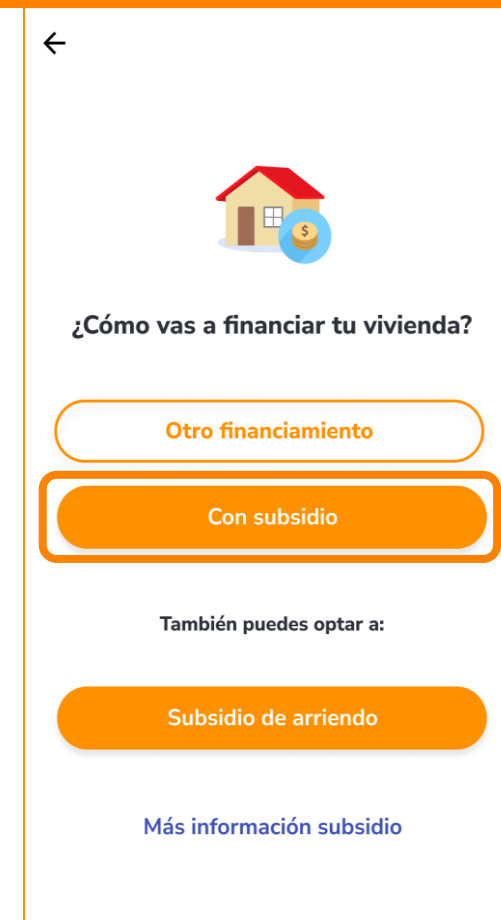 ¿Cómo vas a financiar tu vivienda?
Otro financiamiento
Con subsidio
También puedes optar a:
Subsidio de arriendo
Más información subsidio